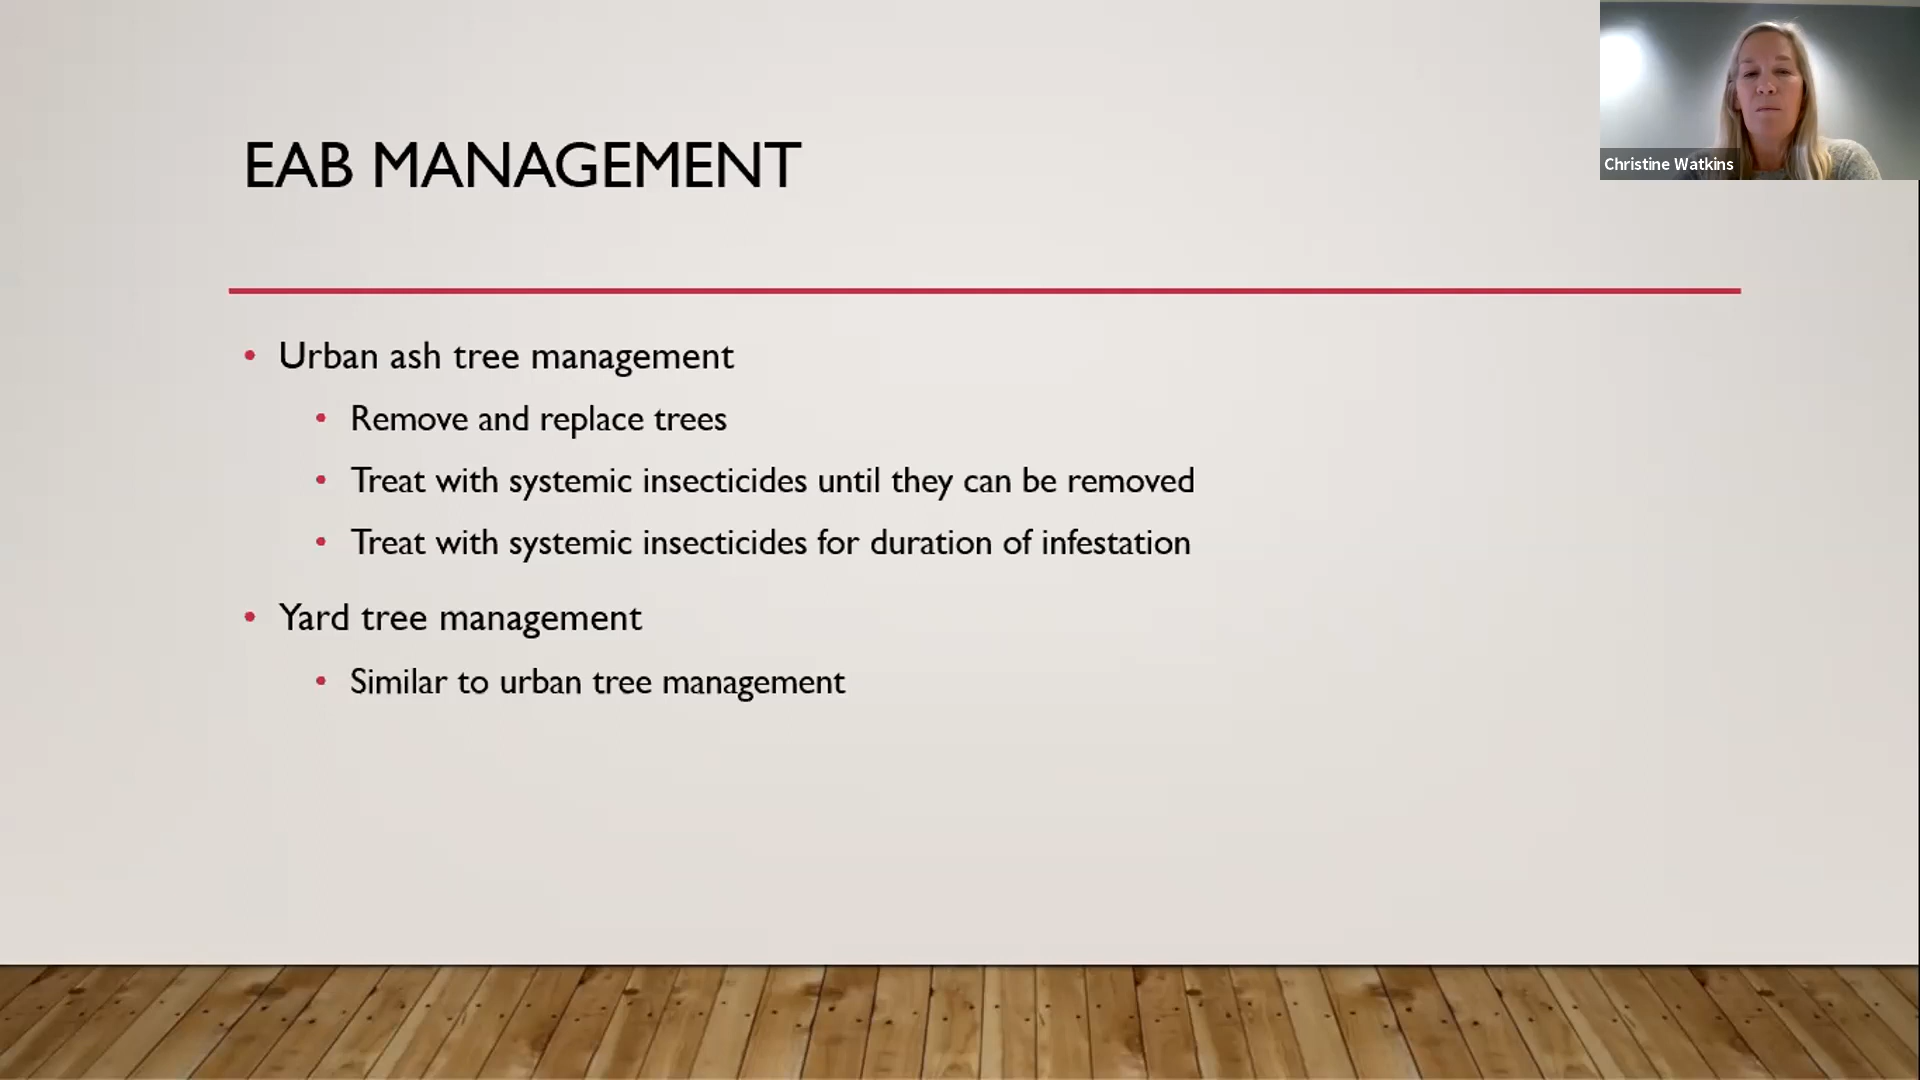 EAB MANAGEMENT
Christine Watkins
• Urban ash tree management
• Remove and replace trees
• Treat with systemic insecticides until they can be removed
• Treat with systemic insecticides for duration of infestation
• Yard tree management
• Similar to urban tree management